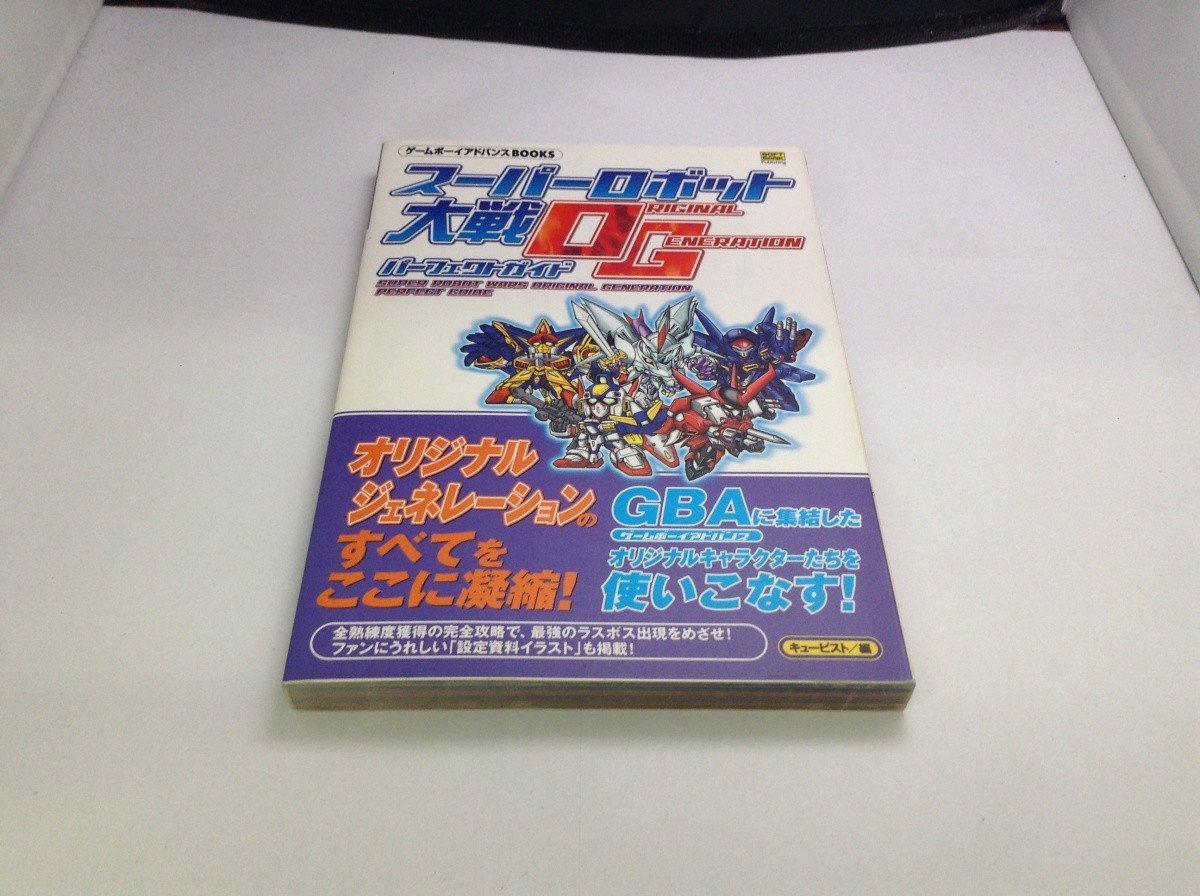 ゲームボーイアドバンスBOOKS
SOFT BANK
Publishing
スーパーロボット
大戦OG
ORIGINAL
GENERATION
パーフェクトガイド
SUPER ROBOT WARS ORIGINAL GENERATION
PERFECT GUIDE
オリジナル
ジェネレーションの
すべてを
ここに凝縮!
GBAに集結した
ゲームボーイアドバンス
オリジナルキャラクターたちを
使いこなす!
全熟練度獲得の完全攻略で、最強のラスボス出現をめざせ!
ファンにうれしい「設定資料イラスト」も掲載!
キュービスト/編